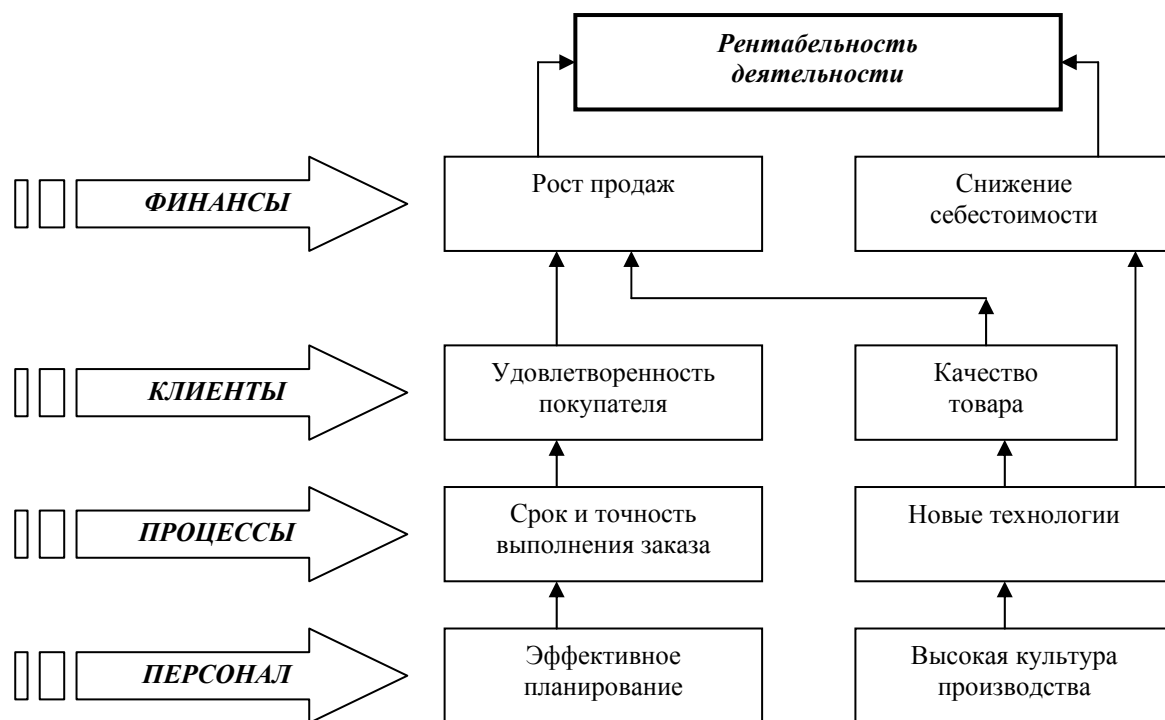 Рентабельность
деятельности
ФИНАНСЫ
Рост продаж
Снижение
себестоимости
КЛИЕНТЫ
Удовлетворенность
покупателя
Качество
товара
ПРОЦЕССЫ
Срок и точность
выполнения заказа
Новые технологии
ПЕРСОНАЛ
Эффективное
планирование
Высокая культура
производства